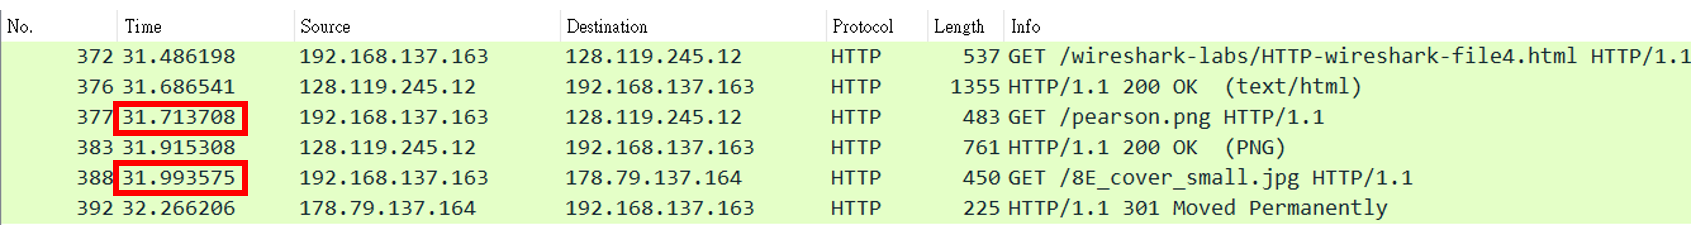 No. Time Source Destination Protocol Length Info
372 31.486198 192.168.137.163 128.119.245.12 HTTP 537 GET /wireshark-labs/HTTP-wireshark-file4.html HTTP/1.1
376 31.686541 128.119.245.12 192.168.137.163 HTTP 1355 HTTP/1.1 200 OK (text/html)
377 31.713708 192.168.137.163 128.119.245.12 HTTP 483 GET /pearson.png HTTP/1.1
383 31.915308 128.119.245.12 192.168.137.163 HTTP 761 HTTP/1.1 200 OK (PNG)
388 31.993575 192.168.137.163 178.79.137.164 HTTP 450 GET /8E_cover_small.jpg HTTP/1.1
392 32.266206 178.79.137.164 192.168.137.163 HTTP 225 HTTP/1.1 301 Moved Permanently